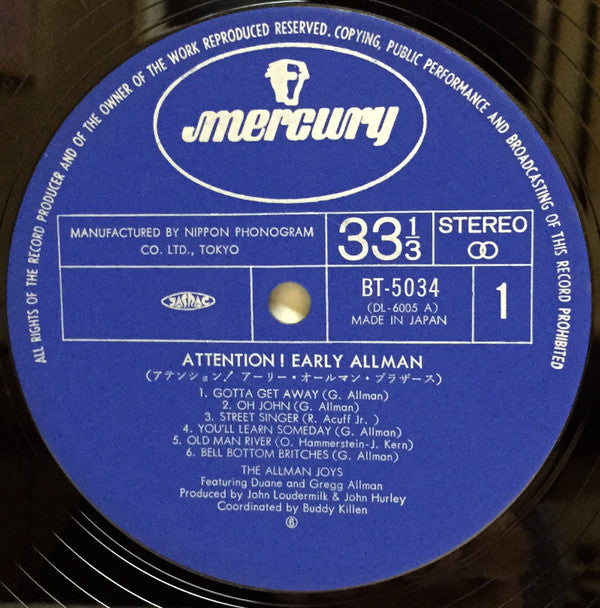 ALL RIGHTS OF THE RECORD PRODUCER AND OF THE OWNER OF THE WORK REPRODUCED RESERVED. COPYING, PUBLIC PERFORMANCE AND BROADCASTING OF THIS RECORD PROHIBITED
mercury
MANUFACTURED BY NIPPON PHONOGRAM
CO. LTD., TOKYO
33 1/3
STEREO
JASRAC
BT-5034
(DL-6005 A)
MADE IN JAPAN
1
ATTENTION! EARLY ALLMAN
(アテンション! アーリー・オールマン・ブラザース)
1. GOTTA GET AWAY (G. Allman)
2. OH JOHN (G. Allman)
3. STREET SINGER (R. Acuff Jr. )
4. YOU'LL LEARN SOMEDAY (G. Allman)
5. OLD MAN RIVER (O. Hammerstein-J. Kern)
6. BELL BOTTOM BRITCHES (G. Allman)
THE ALLMAN JOYS
Featuring Duane and Gregg Allman
Produced by John Loudermilk & John Hurley
Coordinated by Buddy Killen
⑥